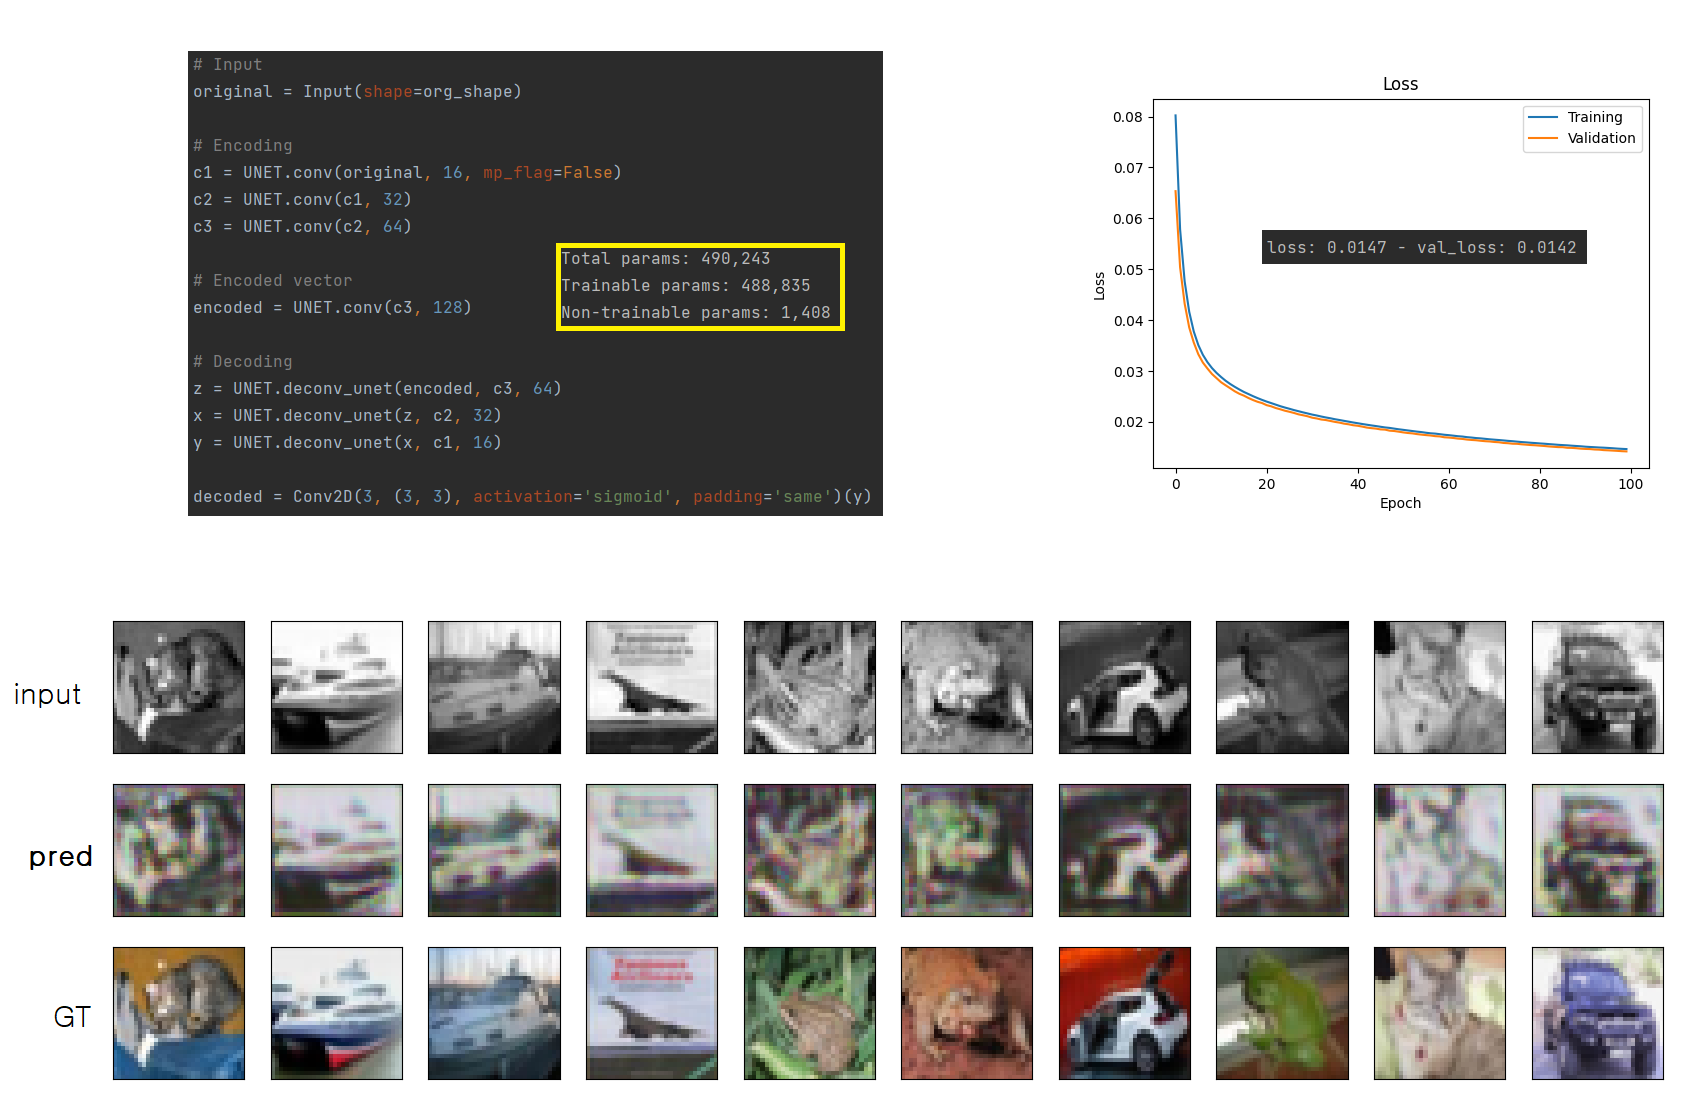 # Input
original = Input(shape=org_shape)
# Encoding
c1 = UNET.conv(original, 16, mp_flag=False)
c2 = UNET.conv(c1, 32)
c3 = UNET.conv(c2, 64)
# Encoded vector
encoded = UNET.conv(c3, 128)
# Decoding
z = UNET.deconv_unet(encoded, c3, 64)
x = UNET.deconv_unet(z, c2, 32)
y = UNET.deconv_unet(x, c1, 16)
decoded = Conv2D(3, (3, 3), activation='sigmoid', padding='same')(y)
Total params: 490,243
Trainable params: 488,835
Non-trainable params: 1,408
Loss
Training
Validation
loss: 0.0147 - val_loss: 0.0142
Loss
0.08
0.07
0.06
0.05
0.04
0.03
0.02
0 20 40 60 80 100
Epoch
input
pred
GT